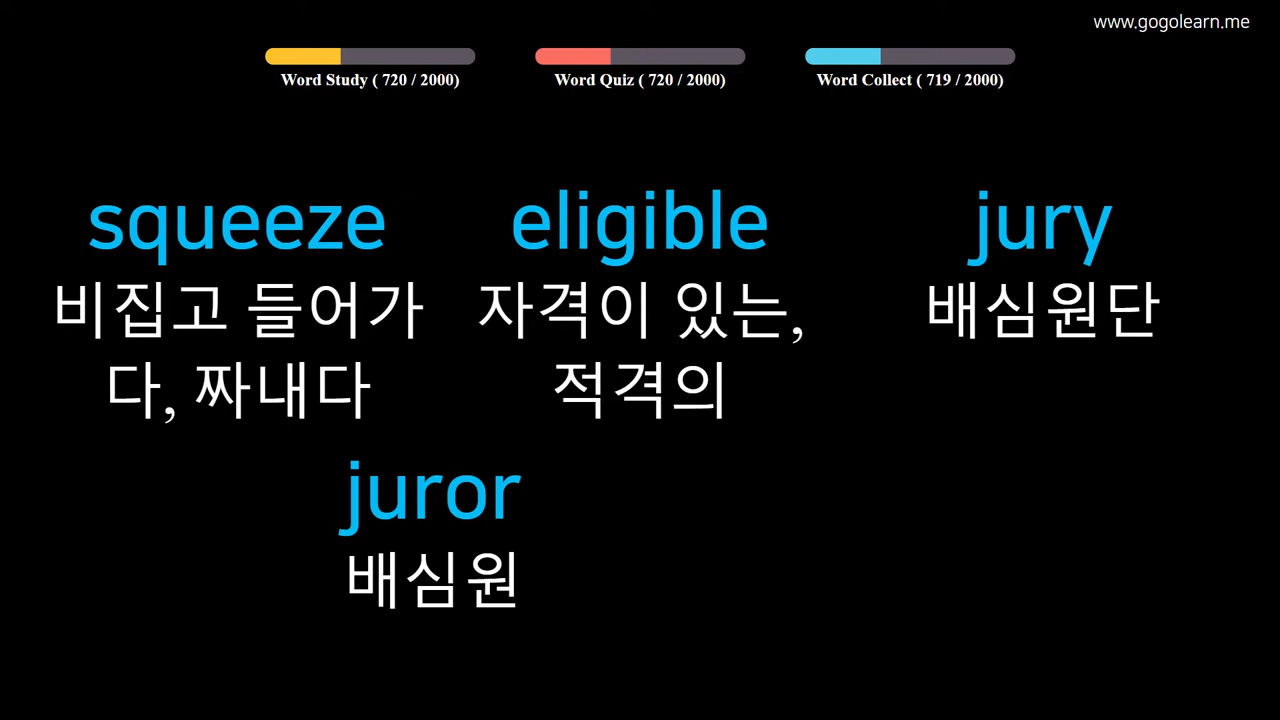 www.gogolearn.me
Word Study ( 720 / 2000) Word Quiz ( 720 / 2000) Word Collect ( 719 / 2000)
squeeze
비집고 들어가
다, 짜내다
eligible
자격이 있는,
적격의
jury
배심원단
juror
배심원